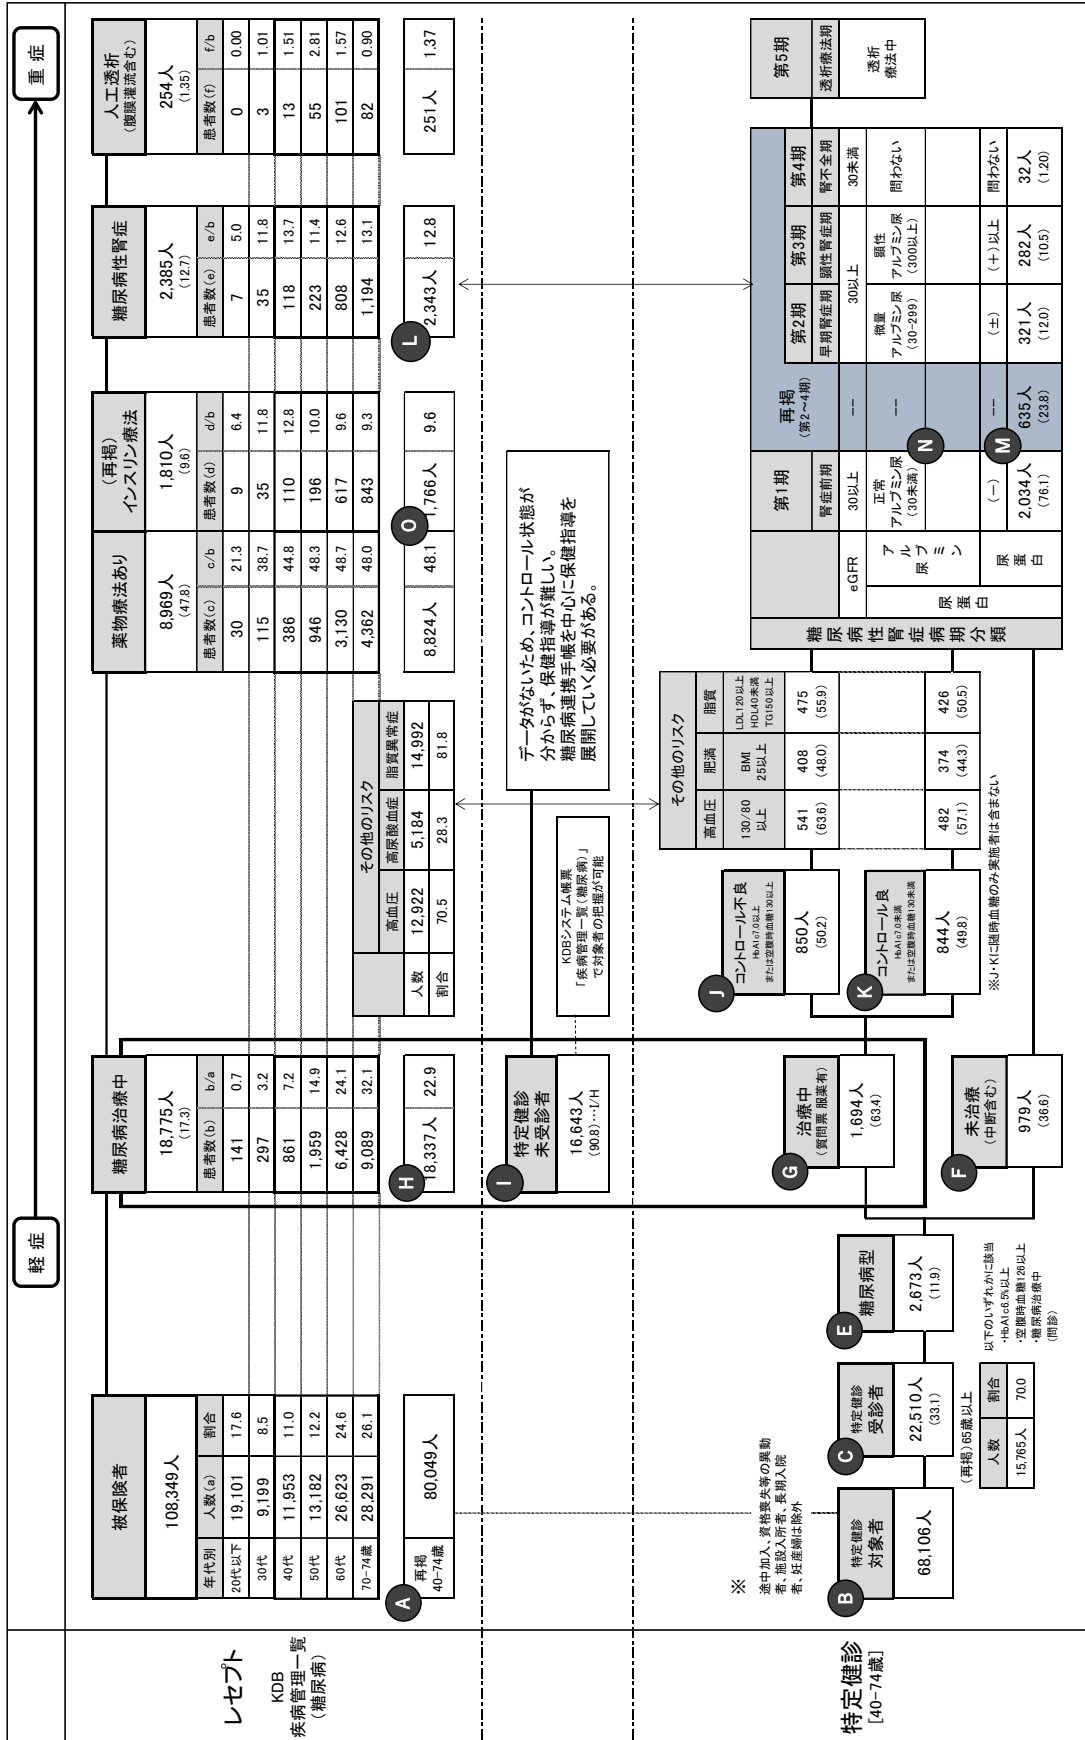 軽症
重症
レセプト
KDB
疾病管理一覧
(糖尿病)
被保険者
108,349人
年代別 人数(a) 割合
20代以下 19,101 17.6
30代 9,199 8.5
40代 11,953 11.0
50代 13,182 12.2
60代 26,623 24.6
70-74歳 28,291 26.1
A
再掲
40-74歳
80,049人
糖尿病治療中
18,775人
(17.3)
患者数(b) b/a
141 0.7
297 3.2
861 7.2
1,959 14.9
6,428 24.1
9,089 32.1
H
18,337人 22.9
その他のリスク
高血圧 高尿酸血症 脂質異常症
人数 12,922 5,184 14,992
割合 70.5 28.3 81.8
薬物療法あり
8,969人
(47.8)
患者数(c) c/b
30 21.3
115 38.7
386 44.8
946 48.3
3,130 48.7
4,362 48.0
8,824人 48.1
(再掲)
インスリン療法
1,810人
(9.6)
患者数(d) d/b
9 6.4
35 11.8
110 12.8
196 10.0
617 9.6
843 9.3
O
1,766人 9.6
糖尿病性腎症
2,385人
(12.7)
患者数(e) e/b
7 5.0
35 11.8
118 13.7
223 11.4
808 12.6
1,194 13.1
L
2,343人 12.8
人工透析
(腹膜灌流含む)
254人
(1.35)
患者数(f) f/b
0 0.00
3 1.01
13 1.51
55 2.81
101 1.57
82 0.90
251人 1.37
I
特定健診
未受診者
16,643人
(90.8)…I/H
KDBシステム帳票
「疾病管理一覧(糖尿病)」
で対象者の把握が可能
データがないため、コントロール状態が
分からず、保健指導が難しい。
糖尿病連携手帳を中心に保健指導を
展開していく必要がある。
特定健診
[40-74歳]
※
途中加入、資格喪失等の異動
者、施設入所者、長期入院
者、妊産婦は除外
B
特定健診
対象者
68,106人
C
特定健診
受診者
22,510人
(33.1)
(再掲)65歳以上
人数 割合
15,765人 70.0
E
糖尿病型
2,673人
(11.9)
以下のいずれかに該当
・HbA1c6.5%以上
・空腹時血糖126以上
・糖尿病治療中
(問診)
G
治療中
(質問票 服薬有)
1,694人
(63.4)
F
未治療
(中断含む)
979人
(36.6)
J
コントロール不良
HbA1c7.0以上
または空腹時血糖130以上
850人
(50.2)
K
コントロール良
HbA1c7.0未満
または空腹時血糖130未満
844人
(49.8)
※J・Kに随時血糖のみ実施者は含まない
その他のリスク
高血圧 肥満 脂質
130/80
以上
BMI
25以上
LDL120以上
HDL40未満
TG150以上
541
(63.6)
408
(48.0)
475
(55.9)
482
(57.1)
374
(44.3)
426
(50.5)
糖尿病性腎症病期分類
第1期
再掲
(第2~4期)
第2期 第3期 第4期
腎症前期 早期腎症期 顕性腎症期 腎不全期
eGFR 30以上 -- 30以上 30未満
尿蛋白
尿アルブミン
正常
アルブミン尿
(30未満)
--
微量
アルブミン尿
(30-299)
顕性
アルブミン尿
(300以上)
問わない
N
尿蛋白
(-) -- (±) (+)以上 問わない
M
2,034人
(76.1)
635人
(23.8)
321人
(12.0)
282人
(10.5)
32人
(1.20)
第5期
透析療法期
透析
療法中